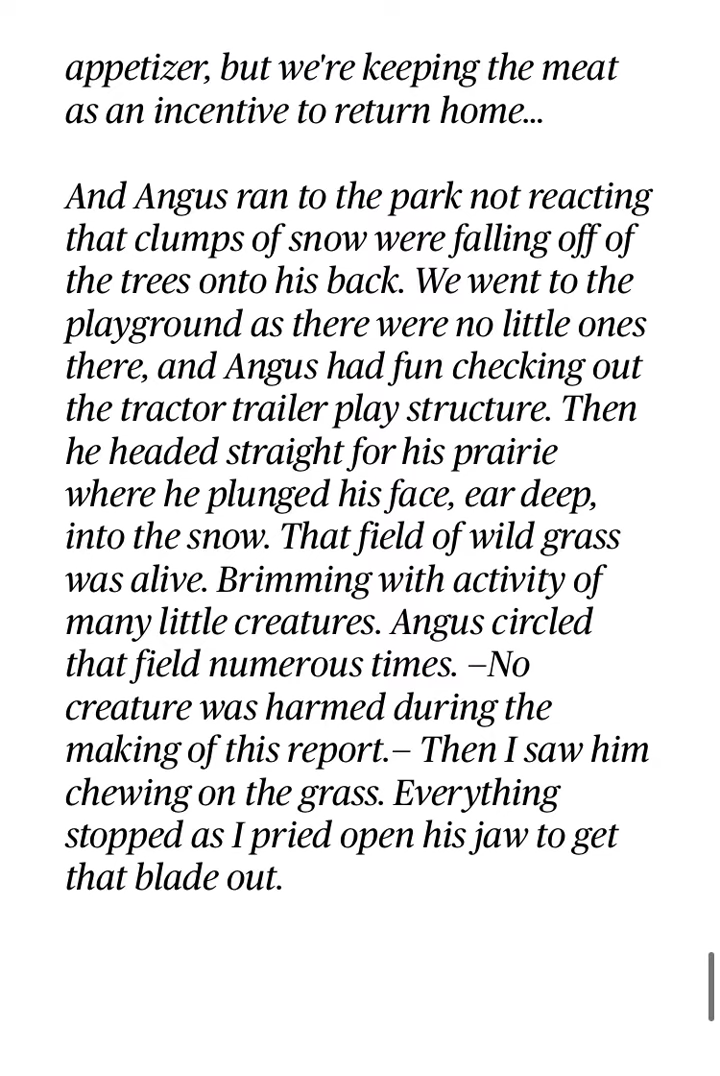 appetizer, but we're keeping the meat
as an incentive to return home...
And Angus ran to the park not reacting
that clumps of snow were falling off of
the trees onto his back. We went to the
playground as there were no little ones
there, and Angus had fun checking out
the tractor trailer play structure. Then
he headed straight for his prairie
where he plunged his face, ear deep,
into the snow. That field of wild grass
was alive. Brimming with activity of
many little creatures. Angus circled
that field numerous times. –No
creature was harmed during the
making of this report.– Then I saw him
chewing on the grass. Everything
stopped as I pried open his jaw to get
that blade out.